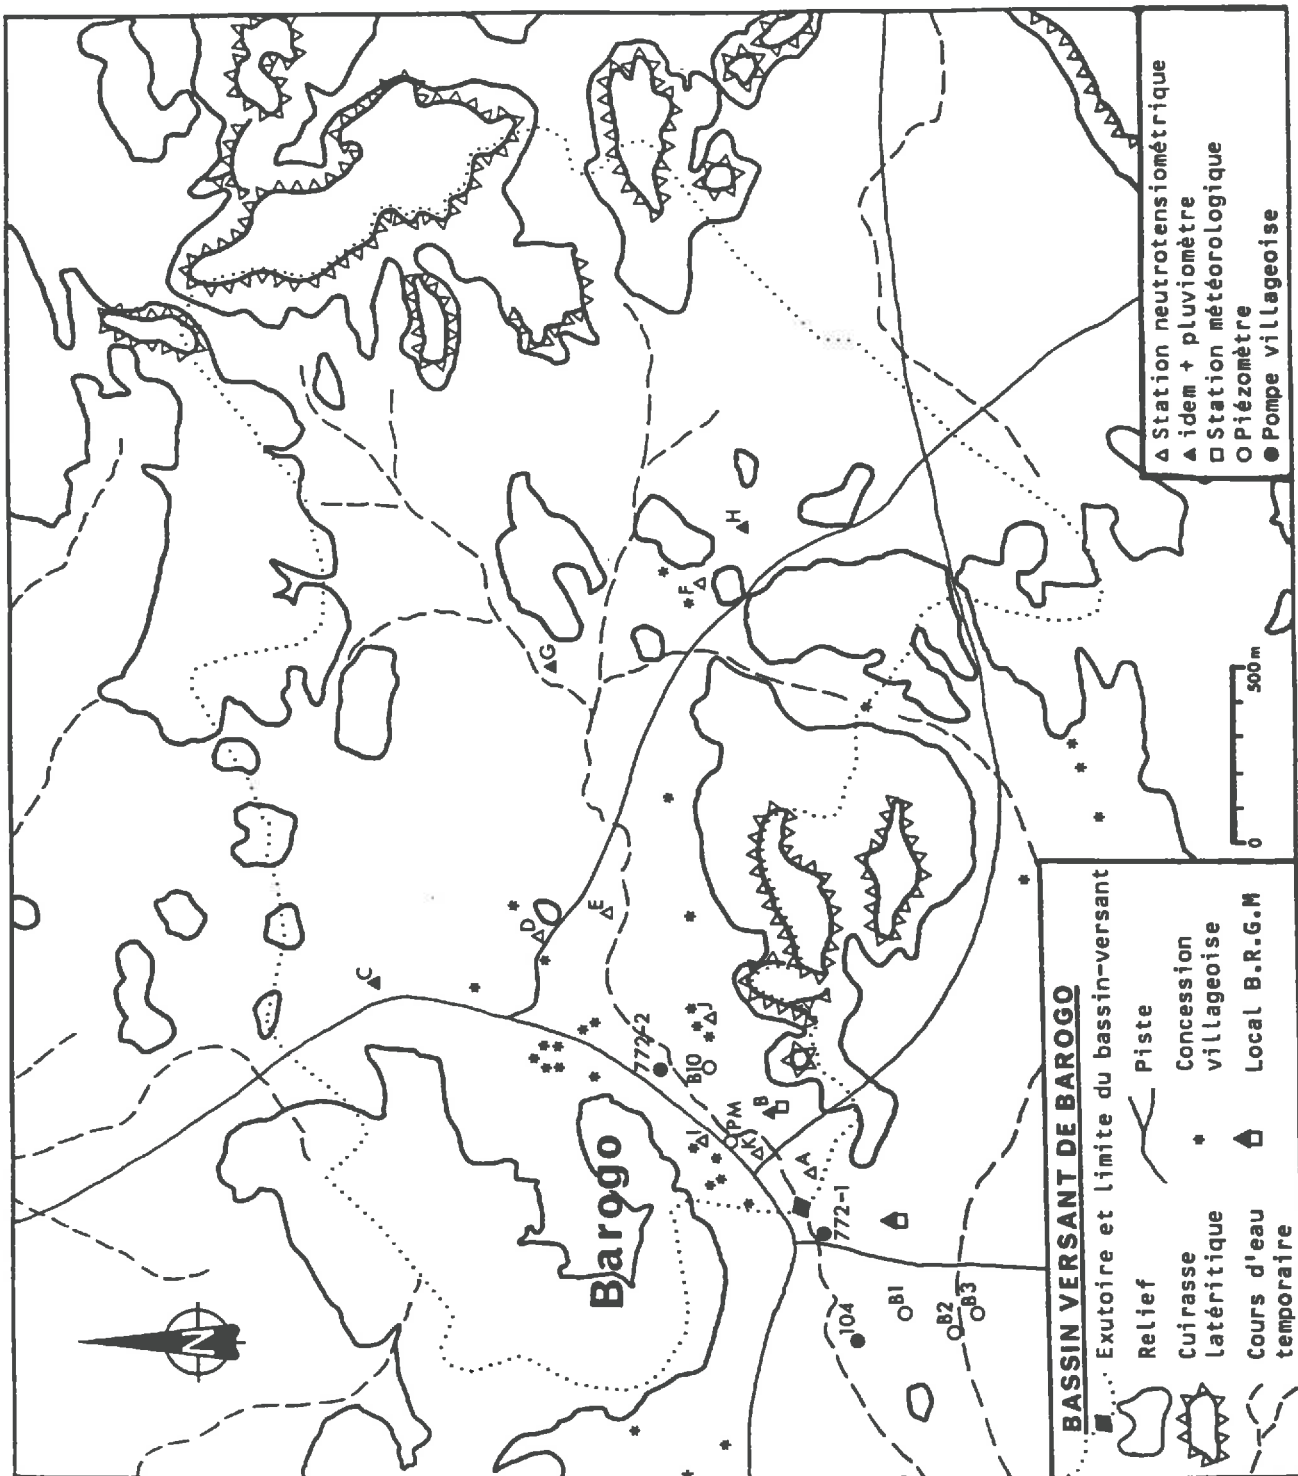 Barogo
N
A
B
C
D
E
F
G
H
I
J
K
PM
B10
772-2
772-1
104
B1
B2
B3
0 500m
△ Station neutrotensiométrique
▲ idem + pluviomètre
□ Station météorologique
○ Piézomètre
● Pompe villageoise
BASSIN VERSANT DE BAROGO
Exutoire et limite du bassin-versant
Relief
Piste
Cuirasse
latéritique
Concession
villageoise
Cours d'eau
temporaire
Local B.R.G.M